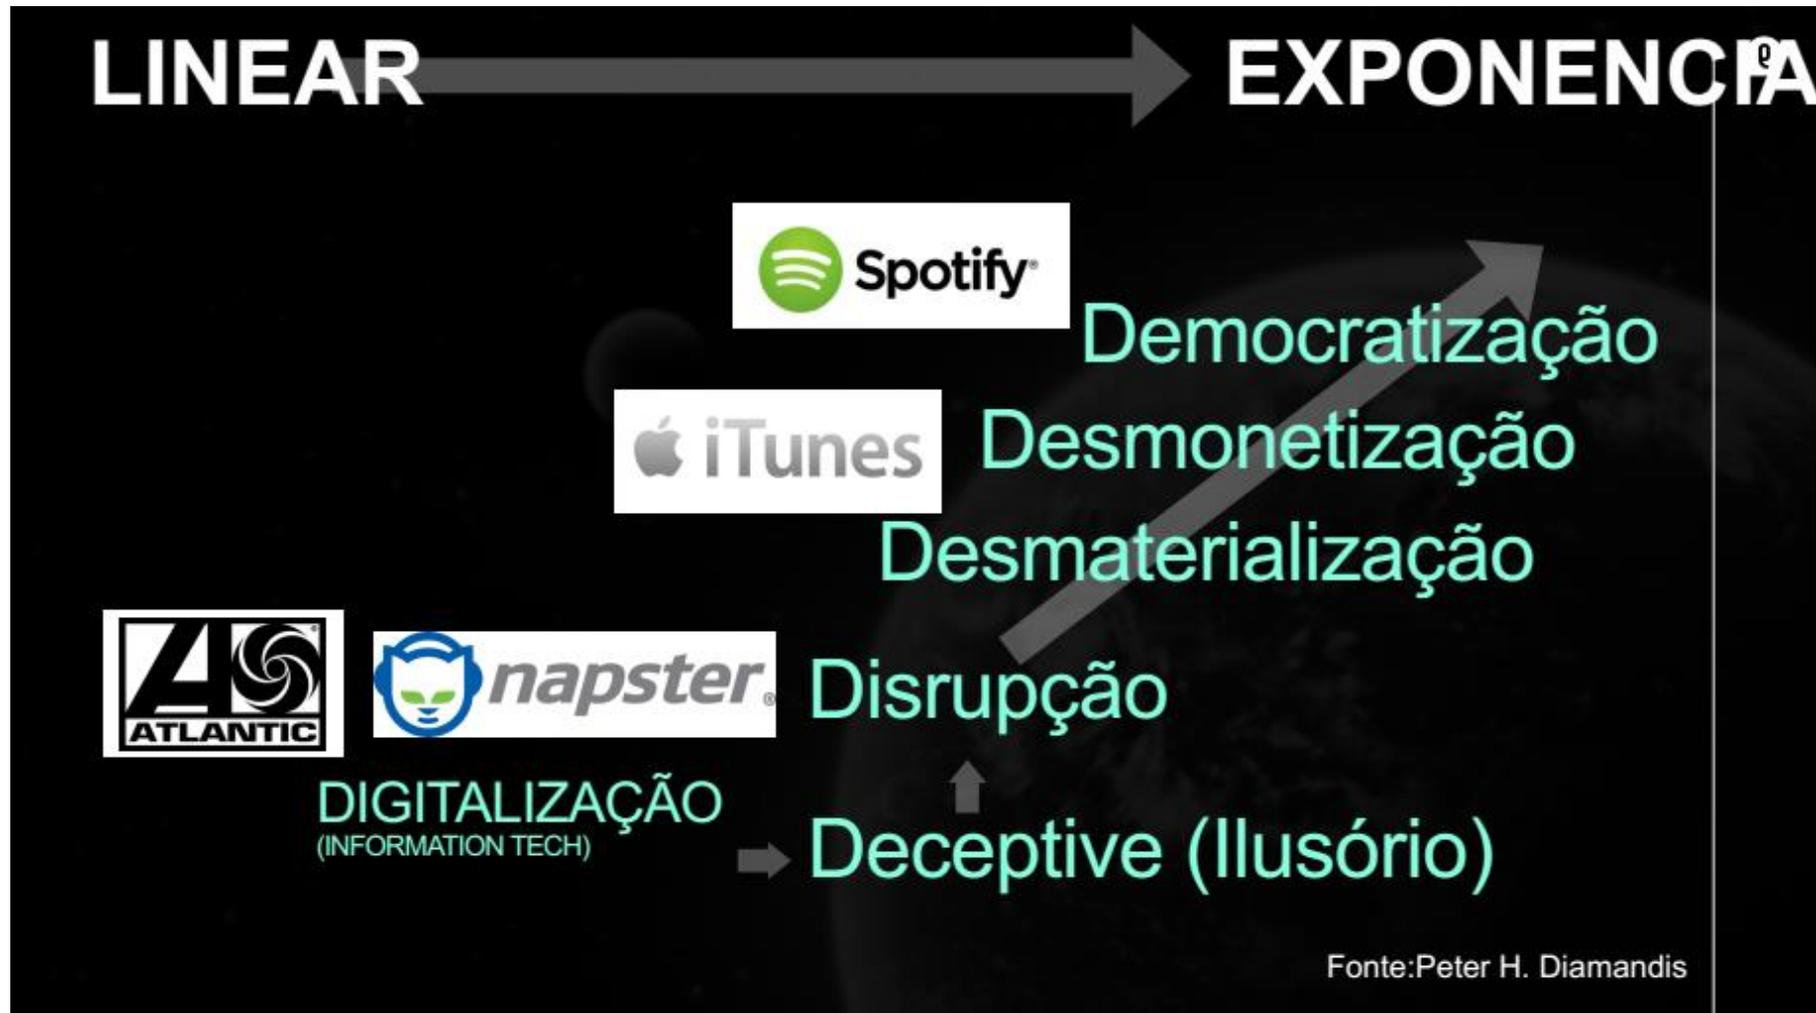 LINEAR
EXPONENCIA
Spotify®
Democratização
iTunes
Desmonetização
Desmaterialização
ATLANTIC
napster®
Disrupção
DIGITALIZAÇÃO
(INFORMATION TECH)
Deceptive (Ilusório)
Fonte:Peter H. Diamandis